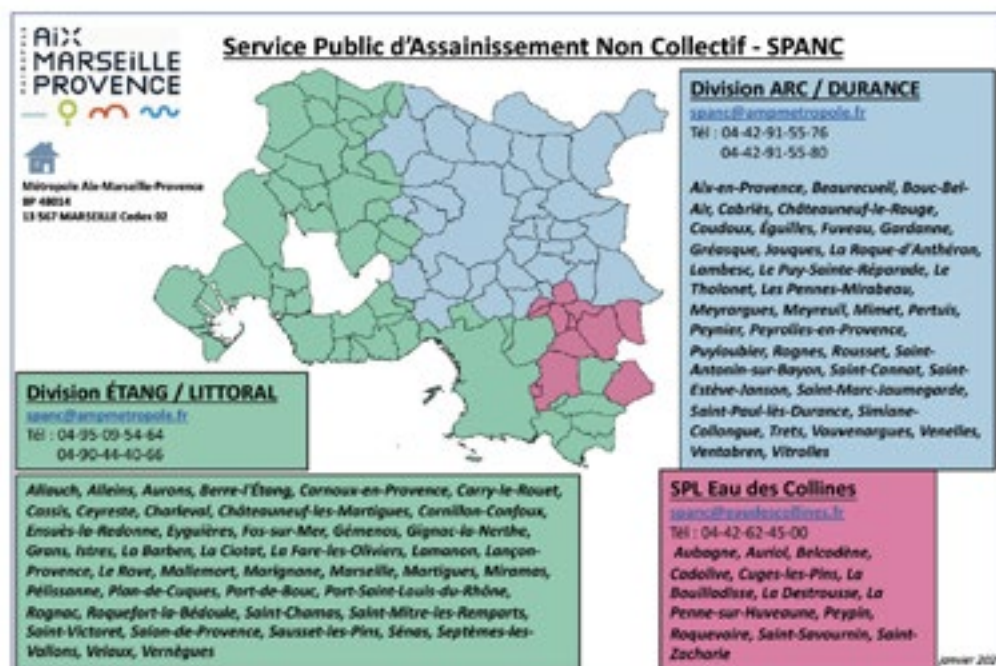 MÉTROPOLE
AiX
MARSEiLLE
PROVENCE
Service Public d'Assainissement Non Collectif - SPANC
Métropole Aix-Marseille-Provence
BP 48014
13 567 MARSEILLE Cedex 02
Division ARC / DURANCE
spanc@ampmetropole.fr
Tél : 04-42-91-55-76
04-42-91-55-80
Aix-en-Provence, Beaurecueil, Bouc-Bel-
Air, Cabriès, Châteauneuf-le-Rouge,
Coudoux, Éguilles, Fuveau, Gardanne,
Gréasque, Jouques, La Roque-d'Anthéron,
Lambesc, Le Puy-Sainte-Réparade, Le
Tholonet, Les Pennes-Mirabeau,
Meyrargues, Meyreuil, Mimet, Pertuis,
Peynier, Peyrolles-en-Provence,
Puyloubier, Rognes, Rousset, Saint-
Antonin-sur-Bayon, Saint-Cannat, Saint-
Estève-Janson, Saint-Marc-Jaumegarde,
Saint-Paul-lès-Durance, Simiane-
Collongue, Trets, Vauvenargues, Venelles,
Ventabren, Vitrolles
Division ÉTANG / LITTORAL
spanc@ampmetropole.fr
Tél : 04-95-09-54-64
04-90-44-40-66
Allauch, Alleins, Aurons, Berre-l'Étang, Carnoux-en-Provence, Carry-le-Rouet,
Cassis, Ceyreste, Charleval, Châteauneuf-les-Martigues, Cornillon-Confoux,
Ensuès-la-Redonne, Eyguières, Fos-sur-Mer, Gémenos, Gignac-la-Nerthe,
Grans, Istres, La Barben, La Ciotat, La Fare-les-Oliviers, Lamanon, Lançon-
Provence, Le Rove, Mallemort, Marignane, Marseille, Martigues, Miramas,
Pélissanne, Plan-de-Cuques, Port-de-Bouc, Port-Saint-Louis-du-Rhône,
Rognac, Roquefort-la-Bédoule, Saint-Chamas, Saint-Mitre-les-Remparts,
Saint-Victoret, Salon-de-Provence, Sausset-les-Pins, Sénas, Septèmes-les-
Vallons, Velaux, Vernègues
SPL Eau des Collines
spanc@eaudescollines.fr
Tél : 04-42-62-45-00
Aubagne, Auriol, Belcodène,
Cadolive, Cuges-les-Pins, La
Bouilladisse, La Destrousse, La
Penne-sur-Huveaune, Peypin,
Roquevaire, Saint-Savournin, Saint-
Zacharie
janvier 202